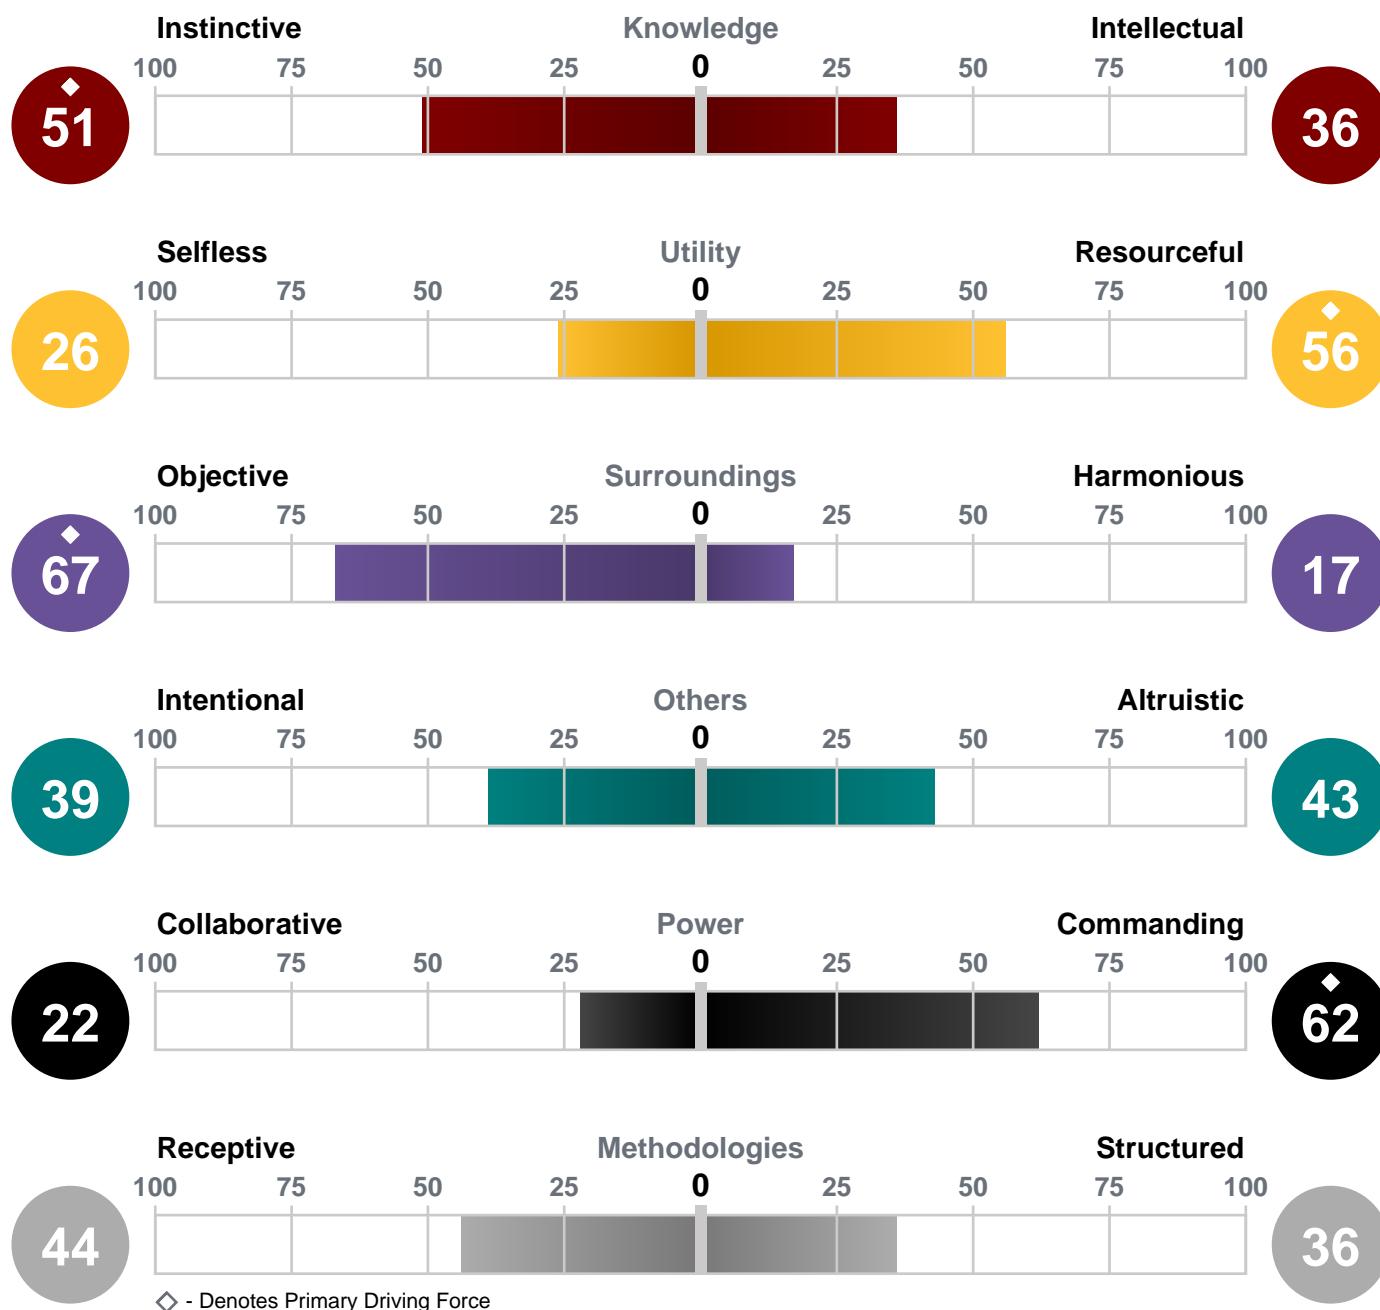 Instinctive Knowledge Intellectual
100 75 50 25 0 25 50 75 100
51 36
Selfless Utility Resourceful
100 75 50 25 0 25 50 75 100
26 56
Objective Surroundings Harmonious
100 75 50 25 0 25 50 75 100
67 17
Intentional Others Altruistic
100 75 50 25 0 25 50 75 100
39 43
Collaborative Power Commanding
100 75 50 25 0 25 50 75 100
22 62
Receptive Methodologies Structured
100 75 50 25 0 25 50 75 100
44 36
- Denotes Primary Driving Force